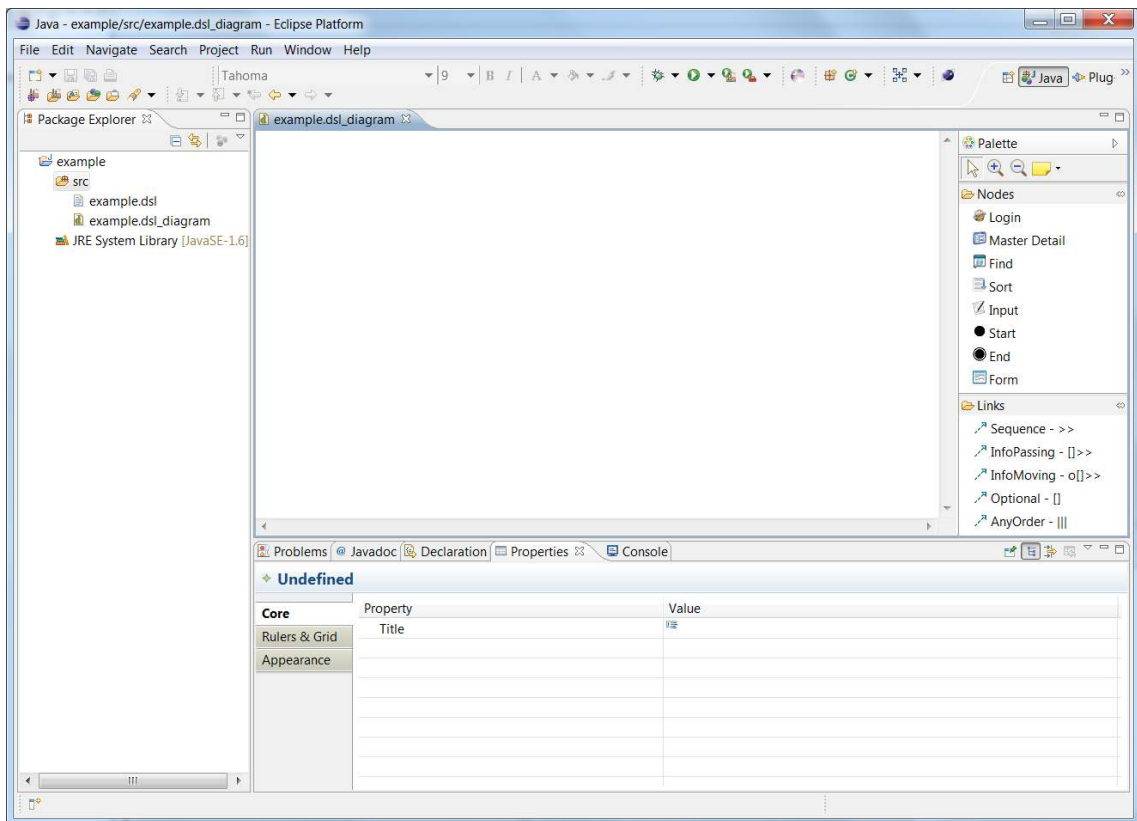 Java - example/src/example.dsl_diagram - Eclipse Platform
File Edit Navigate Search Project Run Window Help
Tahoma 9 B I A Java Plug
Package Explorer
example
src
example.dsl
example.dsl_diagram
JRE System Library [JavaSE-1.6]
example.dsl_diagram
Palette
Nodes
Login
Master Detail
Find
Sort
Input
Start
End
Form
Links
Sequence - >>
InfoPassing - []>>
InfoMoving - o[]>>
Optional - []
AnyOrder - |||
Problems @ Javadoc Declaration Properties Console
Undefined
Core
Rulers & Grid
Appearance
Property Value
Title